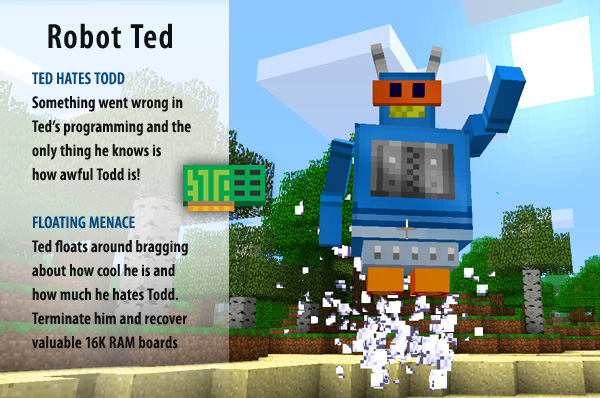 Robot Ted
TED HATES TODD
Something went wrong in
Ted's programming and the
only thing he knows is
how awful Todd is!
FLOATING MENACE
Ted floats around bragging
about how cool he is and
how much he hates Todd.
Terminate him and recover
valuable 16K RAM boards